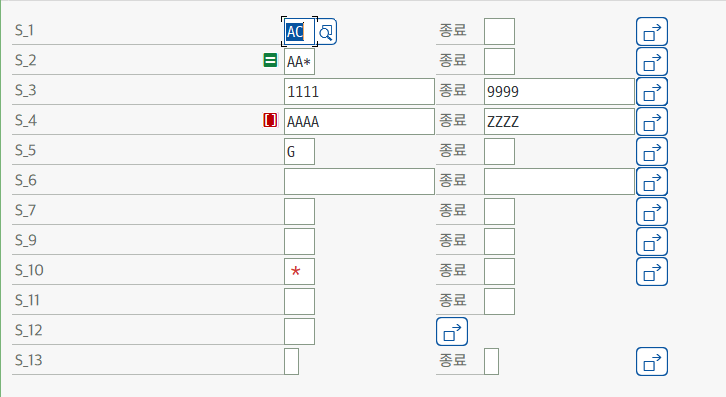 S_1 AC 종료
S_2 AA* 종료
S_3 1111 종료 9999
S_4 AAAA 종료 ZZZZ
S_5 G 종료
S_6 종료
S_7 종료
S_9 종료
S_10 * 종료
S_11 종료
S_12
S_13 종료